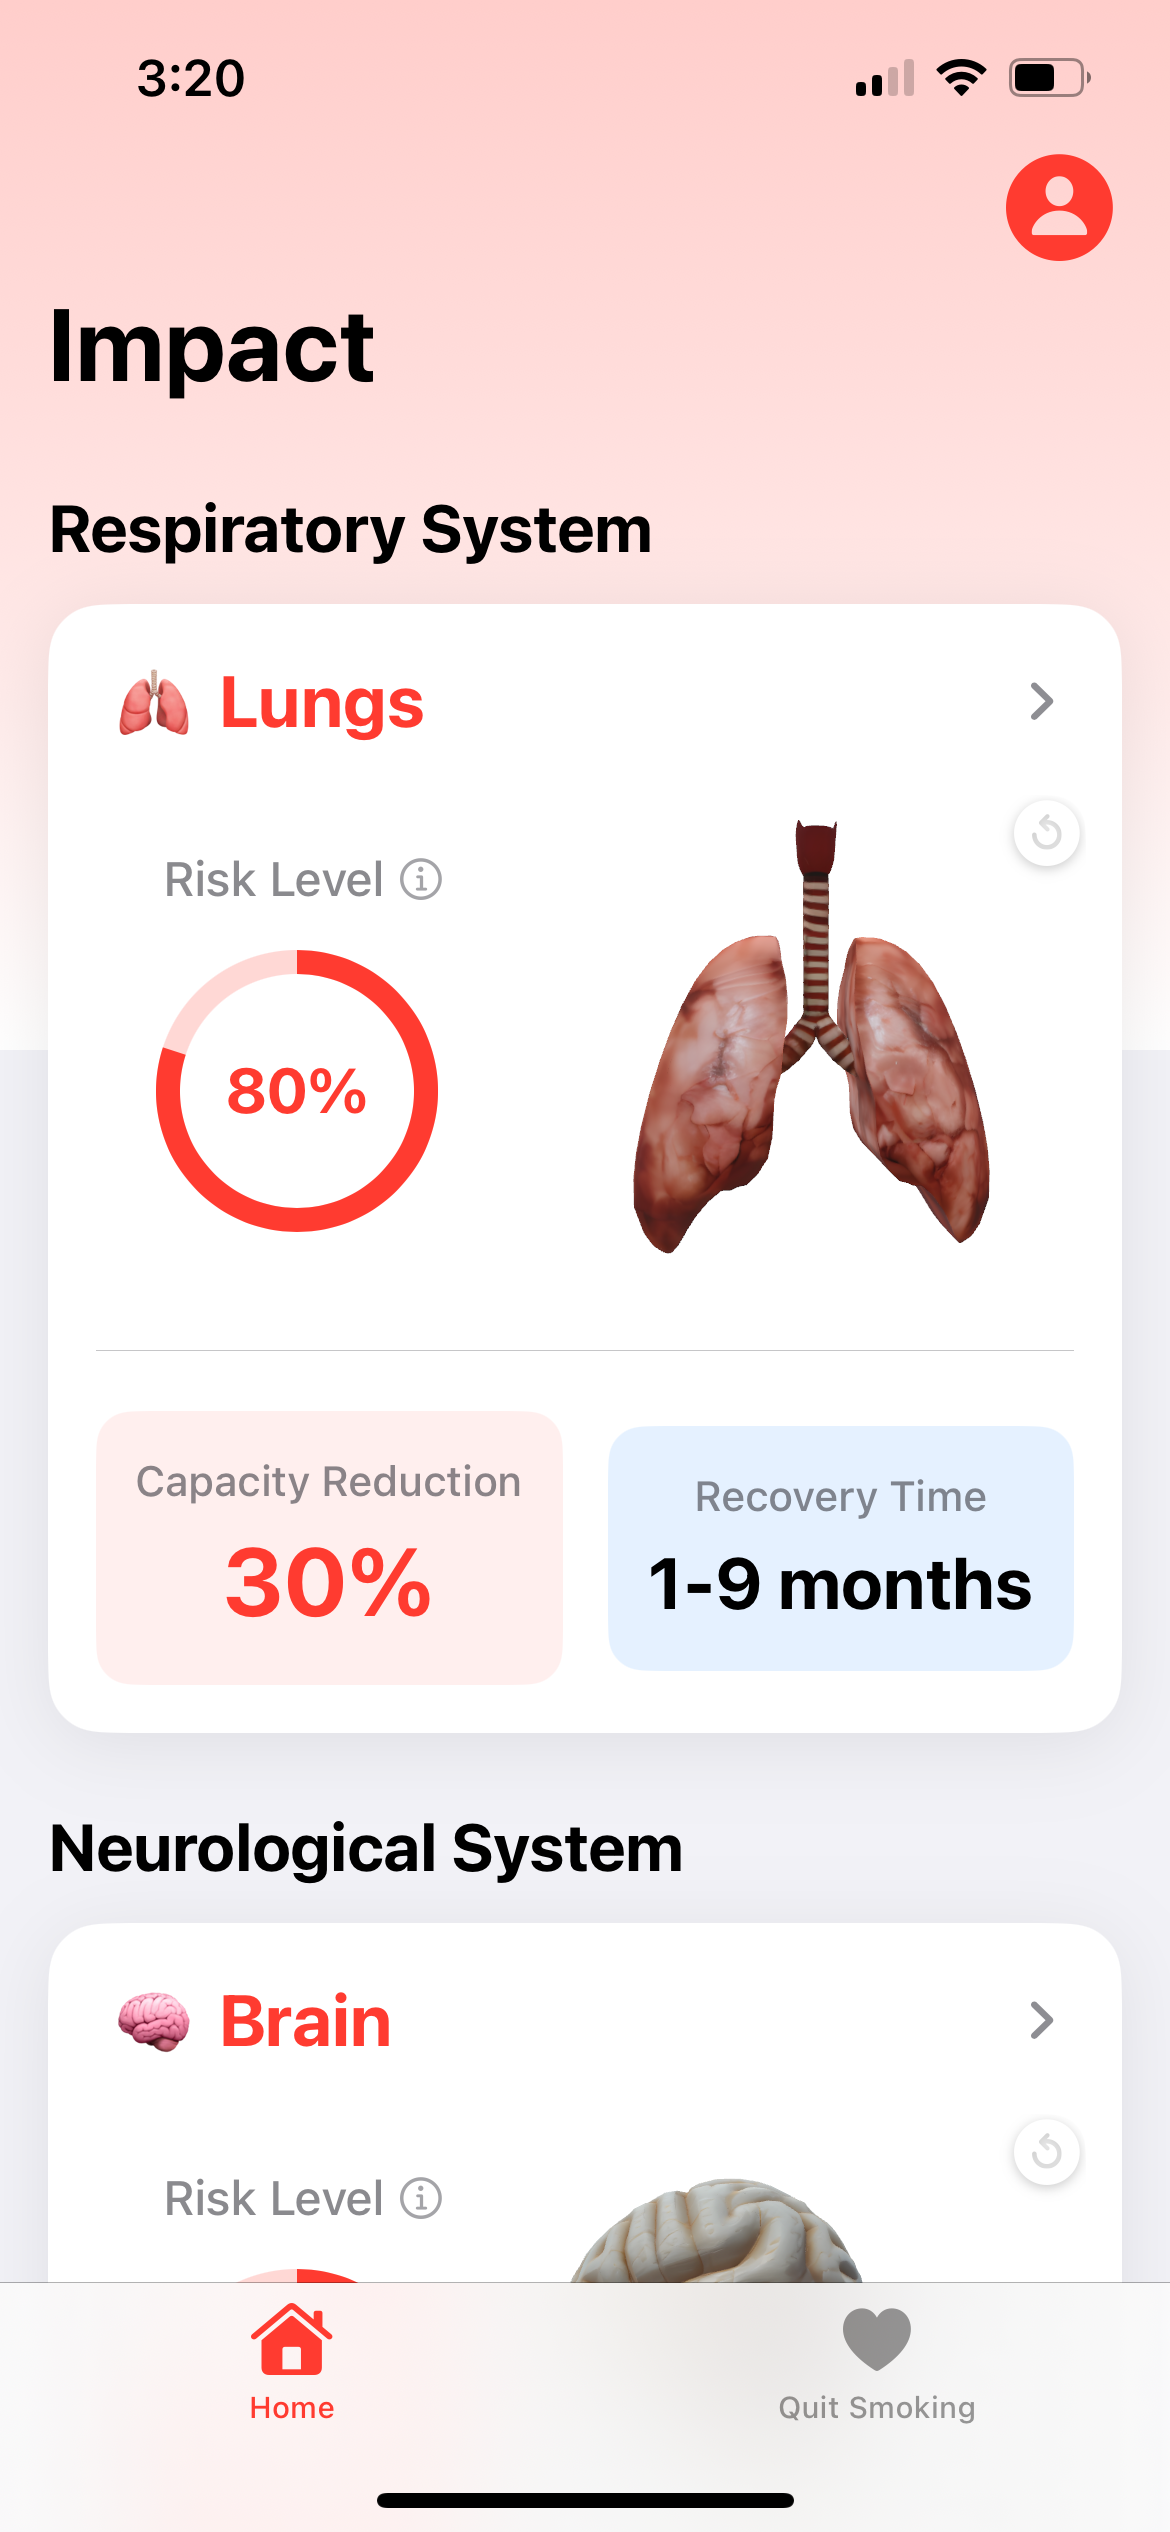 3:20
Impact
Respiratory System
Lungs
Risk Level
80%
Capacity Reduction
30%
Recovery Time
1-9 months
Neurological System
Brain
Risk Level
Home
Quit Smoking